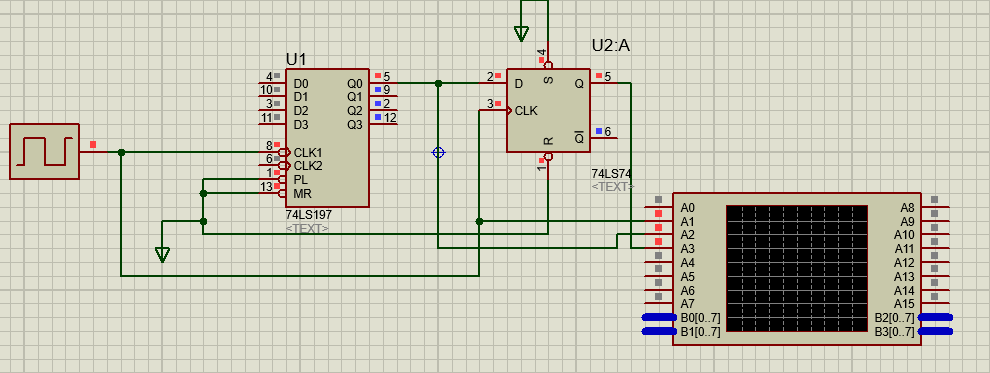 U1
4 D0 Q0 5
10 D1 Q1 9
3 D2 Q2 2
11 D3 Q3 12
8 CLK1
6 CLK2
1 PL
13 MR
74LS197
<TEXT>
U2:A
4
2 D S Q 5
3 CLK
R Q 6
1
74LS74
<TEXT>
A0 A8
A1 A9
A2 A10
A3 A11
A4 A12
A5 A13
A6 A14
A7 A15
B0[0..7] B2[0..7]
B1[0..7] B3[0..7]